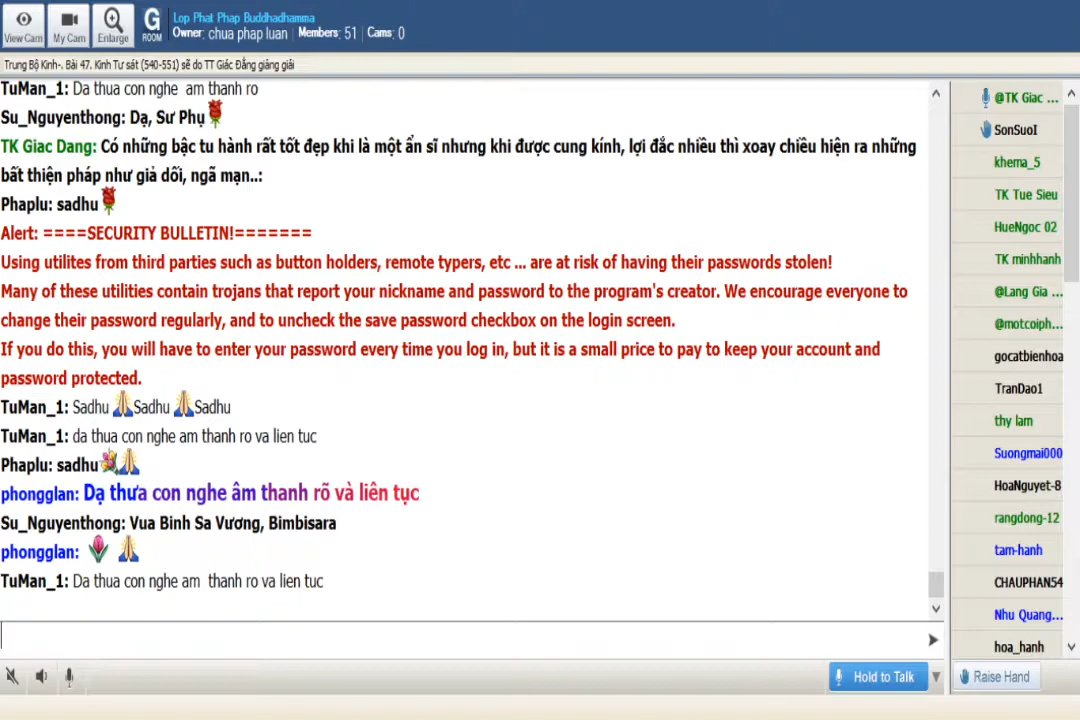 View Cam
My Cam
Enlarge
G
ROOM
Lop Phat Phap Buddhadhamma
Owner: chua phap luan | Members: 51 | Cams: 0
Trung Bộ Kinh-. Bài 47. Kinh Tư sát (540-551) sẽ do TT Giác Đẳng giảng giải
TuMan_1: Da thua con nghe am thanh ro
Su_Nguyenthong: Dạ, Sư Phụ
TK Giac Dang: Có những bậc tu hành rất tốt đẹp khi là một ẩn sĩ nhưng khi được cung kính, lợi đắc nhiều thì xoay chiều hiện ra những
bất thiện pháp như giả dối, ngã mạn..:
Phaplu: sadhu
Alert: ====SECURITY BULLETIN!=======
Using utilites from third parties such as button holders, remote typers, etc ... are at risk of having their passwords stolen!
Many of these utilities contain trojans that report your nickname and password to the program's creator. We encourage everyone to
change their password regularly, and to uncheck the save password checkbox on the login screen.
If you do this, you will have to enter your password every time you log in, but it is a small price to pay to keep your account and
password protected.
TuMan_1: Sadhu 🙏Sadhu 🙏Sadhu
TuMan_1: da thua con nghe am thanh ro va lien tuc
Phaplu: sadhu
phongglan: Dạ thưa con nghe âm thanh rõ và liên tục
Su_Nguyenthong: Vua Binh Sa Vương, Bimbisara
phongglan:
TuMan_1: Da thua con nghe am thanh ro va lien tuc
Hold to Talk
@TK Giac ...
SonSuoI
khema_5
TK Tue Sieu
HueNgoc 02
TK minhhanh
@Lang Gia ...
@motcoiph...
gocatbienhoa
TranDao1
thy lam
Suongmai000
HoaNguyet-8
rangdong-12
tam-hanh
CHAUPHAN54
Nhu Quang...
hoa_hanh
Raise Hand